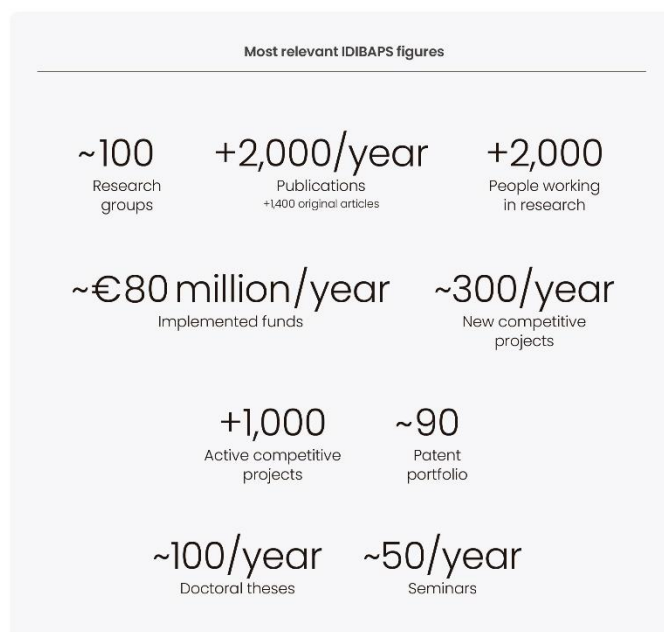 Most relevant IDIBAPS figures
~100
Research
groups
+2,000/year
Publications
+1,400 original articles
+2,000
People working
in research
~€80 million/year
Implemented funds
~300/year
New competitive
projects
+1,000
Active competitive
projects
~90
Patent
portfolio
~100/year
Doctoral theses
~50/year
Seminars